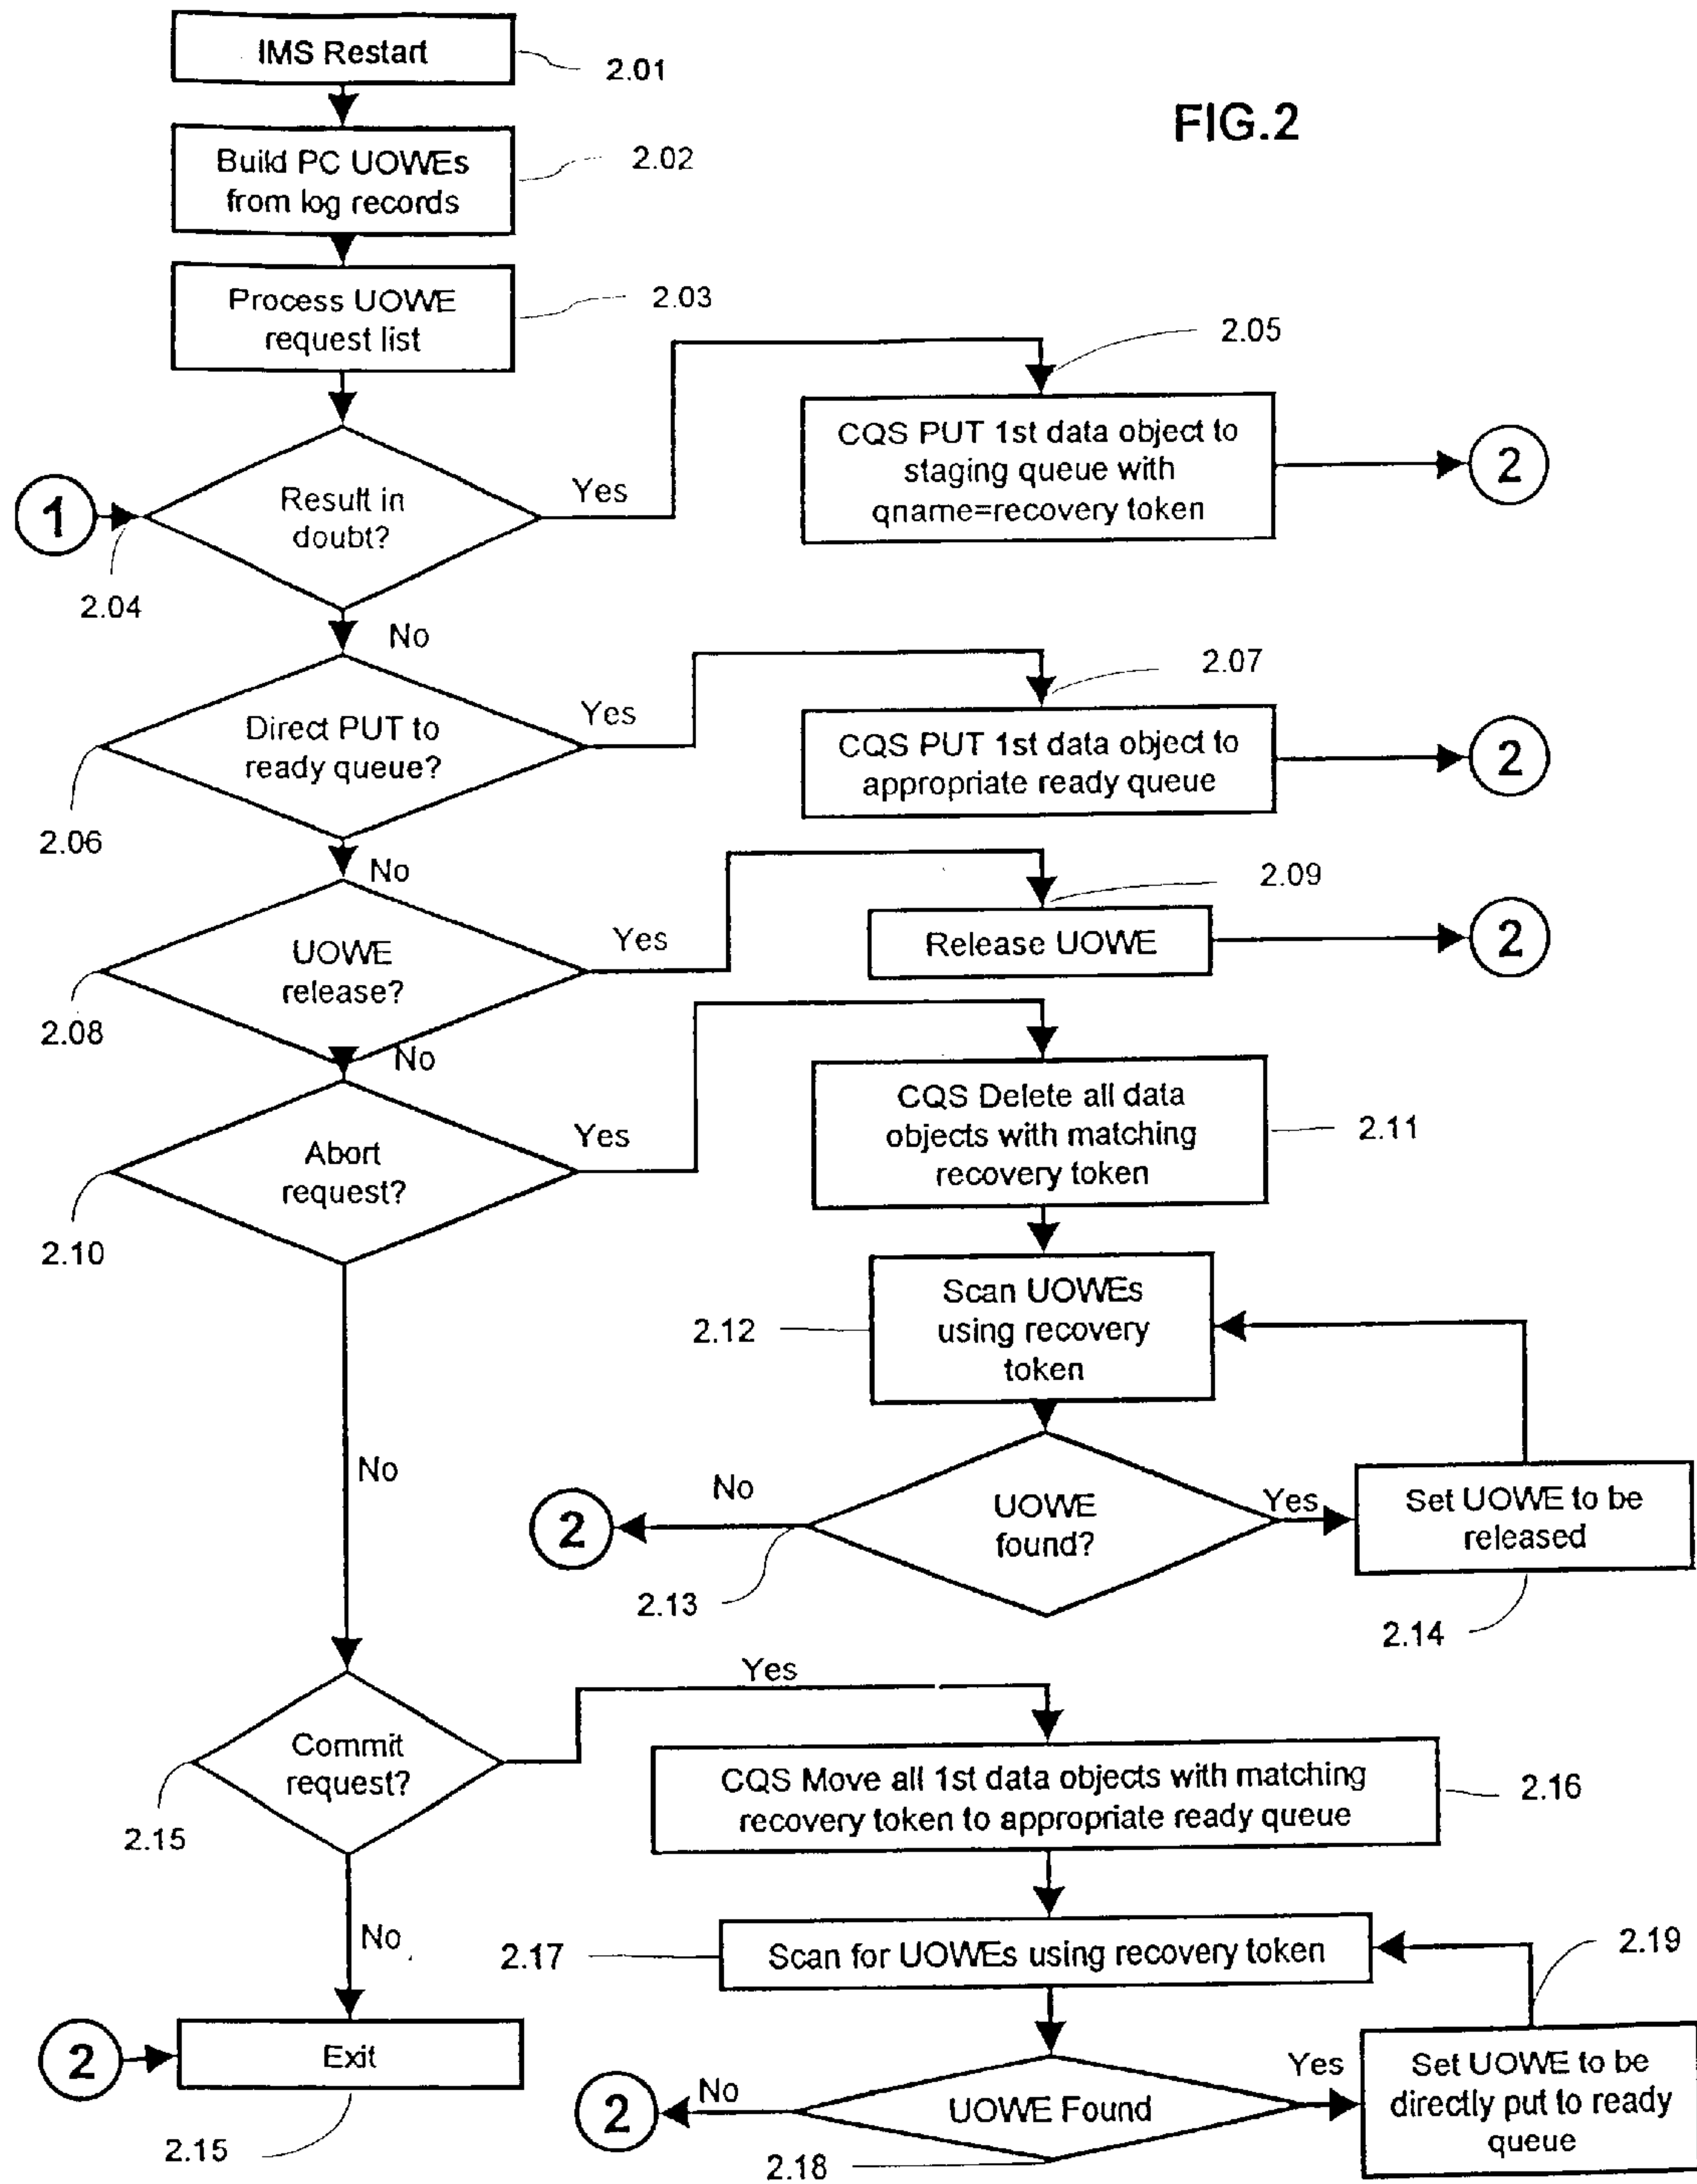 IMS Restart
2.01
FIG.2
Build PC UOWEs
from log records
2.02
Process UOWE
request list
2.03
2.05
CQS PUT 1st data object to
staging queue with
qname=recovery token
2
1
Result in
doubt?
Yes
2.04
No
2.07
Direct PUT to
ready queue?
Yes
CQS PUT 1st data object to
appropriate ready queue
2
2.06
No
2.09
UOWE
release?
Yes
Release UOWE
2
2.08
No
CQS Delete all data
objects with matching
recovery token
2.11
Abort
request?
Yes
2.10
Scan UOWEs
using recovery
token
2.12
No
No
2
UOWE
found?
Yes
Set UOWE to be
released
2.13
2.14
Yes
Commit
request?
CQS Move all 1st data objects with matching
recovery token to appropriate ready queue
2.16
2.15
No
2.17
Scan for UOWEs using recovery token
2.19
2
Exit
2.15
2
No
UOWE Found
Yes
Set UOWE to be
directly put to ready
queue
2.18